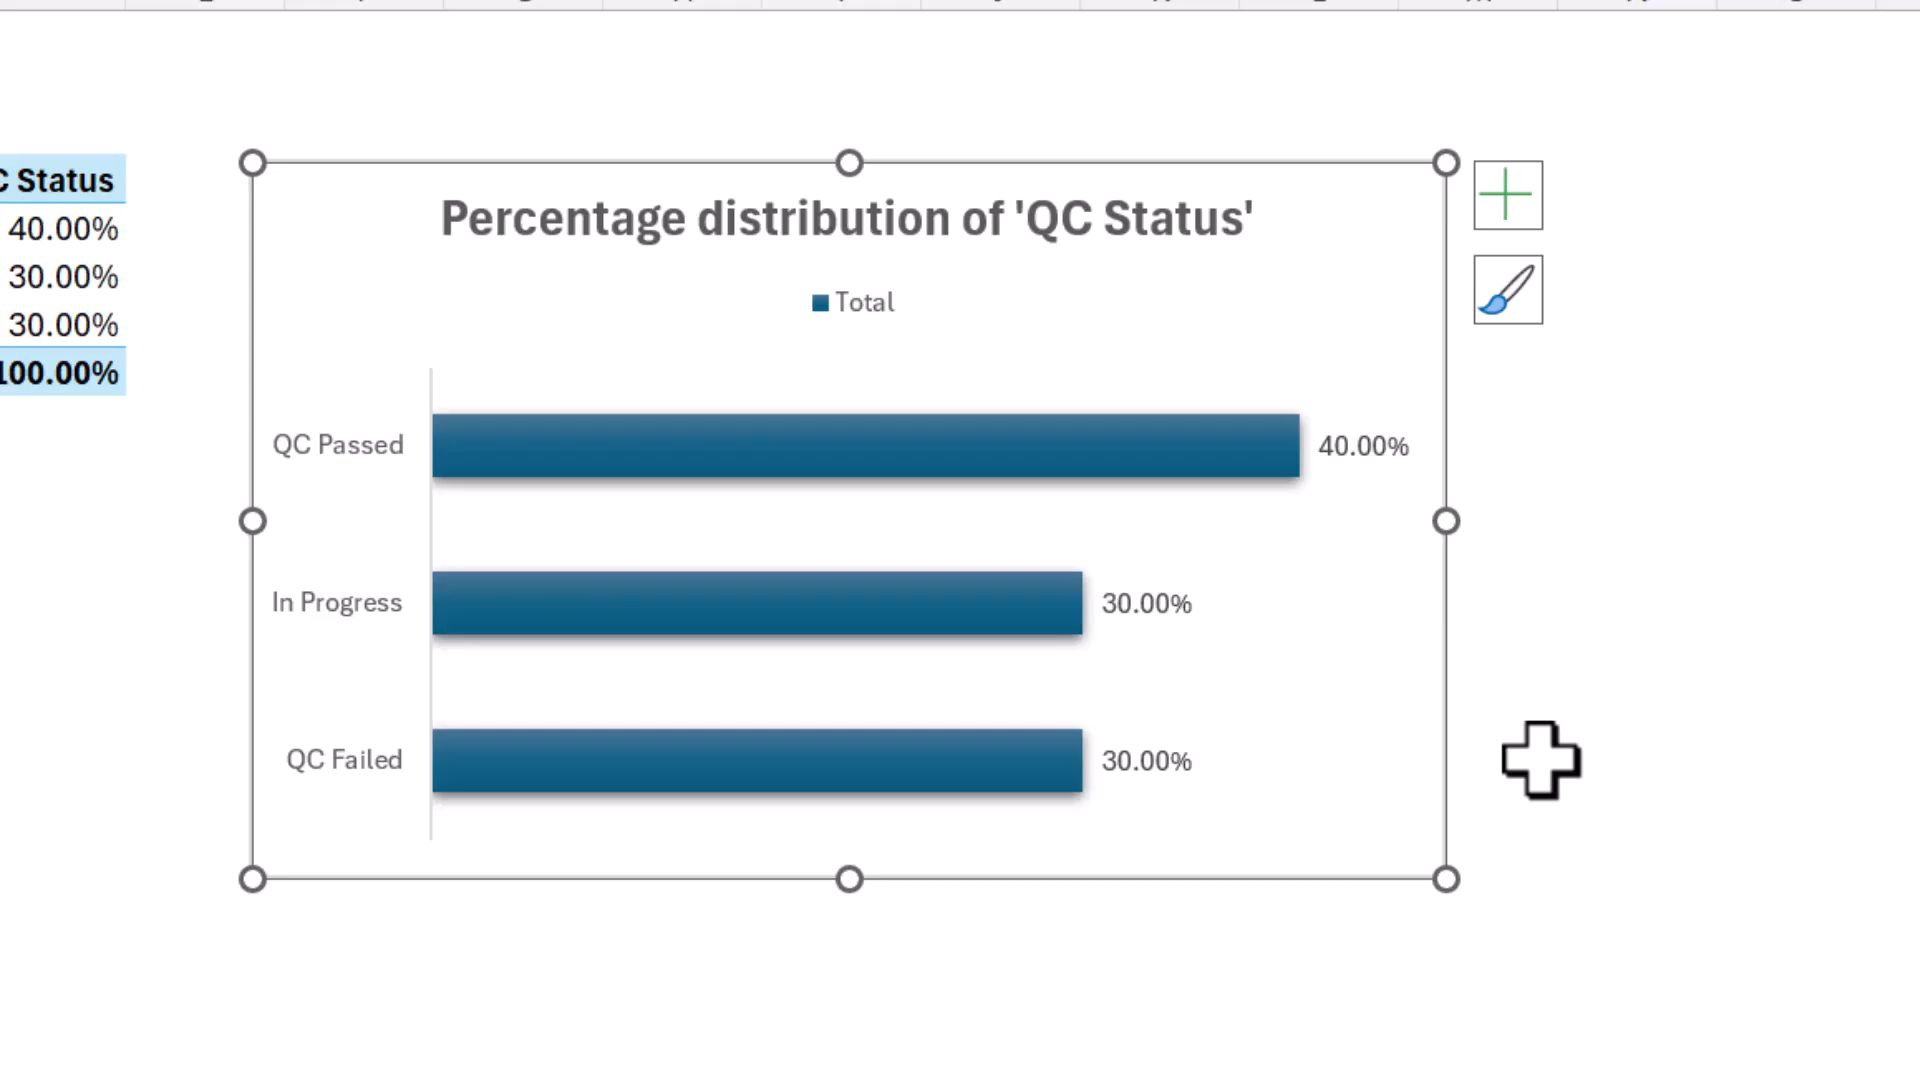 C Status
40.00%
30.00%
30.00%
100.00%
Percentage distribution of 'QC Status'
Total
QC Passed
40.00%
In Progress
30.00%
QC Failed
30.00%